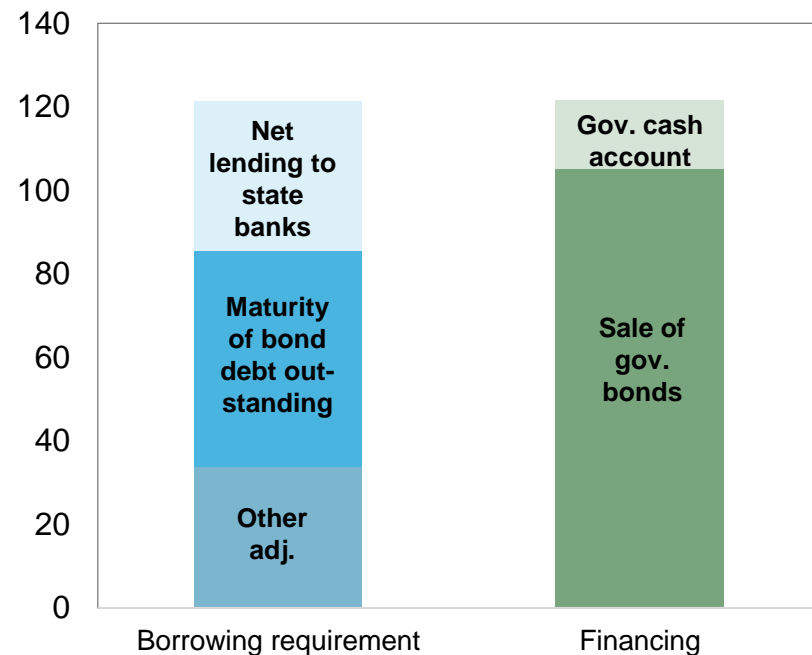 140
120
100
80
60
40
20
0
Net
lending to
state
banks
Maturity
of bond
debt out-
standing
Other
adj.
Gov. cash
account
Sale of
gov.
bonds
Borrowing requirement
Financing